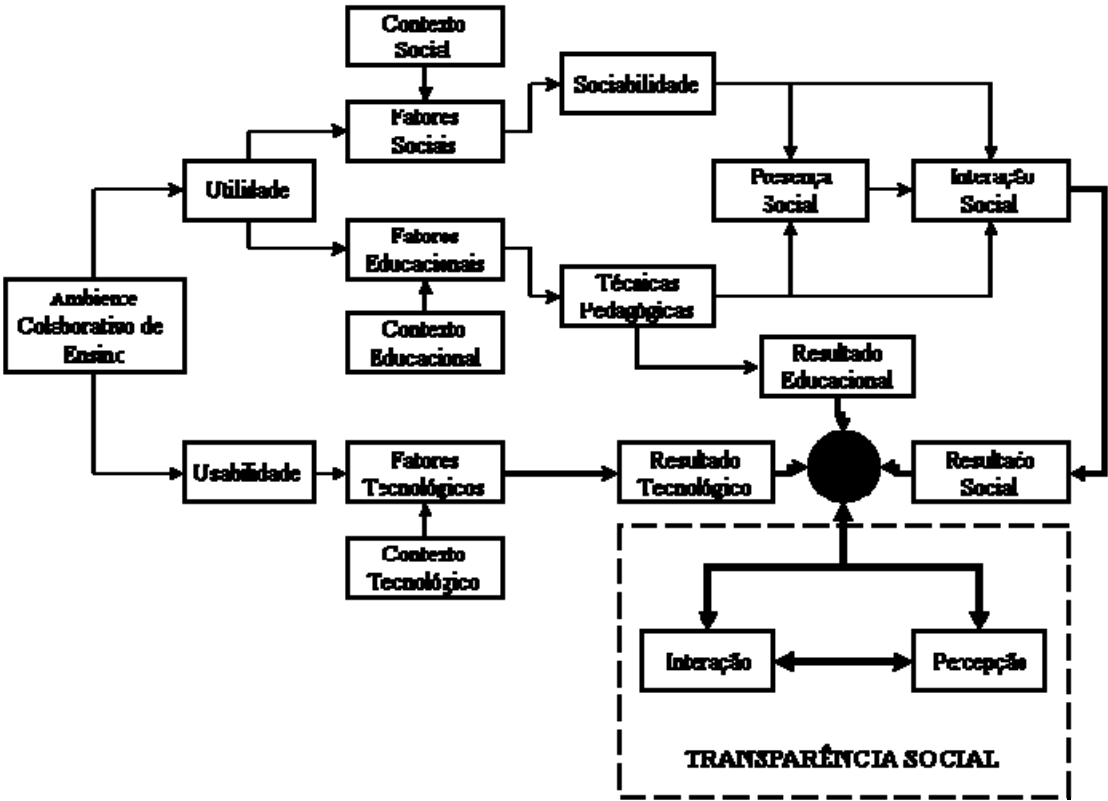 Contexto
Social
Sociabilidade
Fatores
Sociais
Utilidade
Presença
Social
Interação
Social
Fatores
Educacionais
Ambiente
Colaborativo de
Ensino
Técnicas
Pedagógicas
Contexto
Educacional
Resultado
Educacional
Usabilidade
Fatores
Tecnológicos
Resultado
Tecnológico
Resultado
Social
Contexto
Tecnológico
Interação
Percepção
TRANSPARÊNCIA SOCIAL